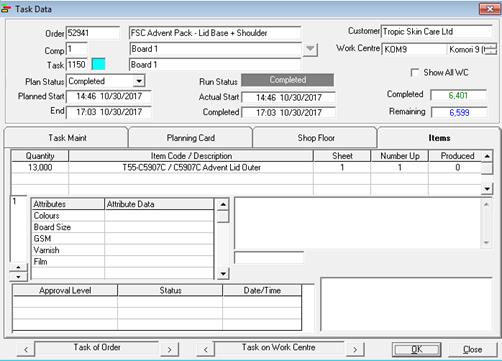 Task Data
Order 52941 FSC Advent Pack - Lid Base + Shoulder Customer Tropic Skin Care Ltd
Comp 1 Board 1 Work Centre KOM9 Komori 9
Task 1150 Board 1
Plan Status Completed Run Status Completed Show All WC
Planned Start 14:46 10/30/2017 Actual Start 14:46 10/30/2017 Completed 6,401
End 17:03 10/30/2017 Completed 17:03 10/30/2017 Remaining 6,599
Task Maint Planning Card Shop Floor Items
Quantity Item Code / Description Sheet Number Up Produced
13,000 T55-C5907C / C5907C Advent Lid Outer 1 1 0
1 Attributes Attribute Data
Colours
Board Size
GSM
Varnish
Film
Approval Level Status Date/Time
< Task of Order > < Task on Work Centre > OK Close